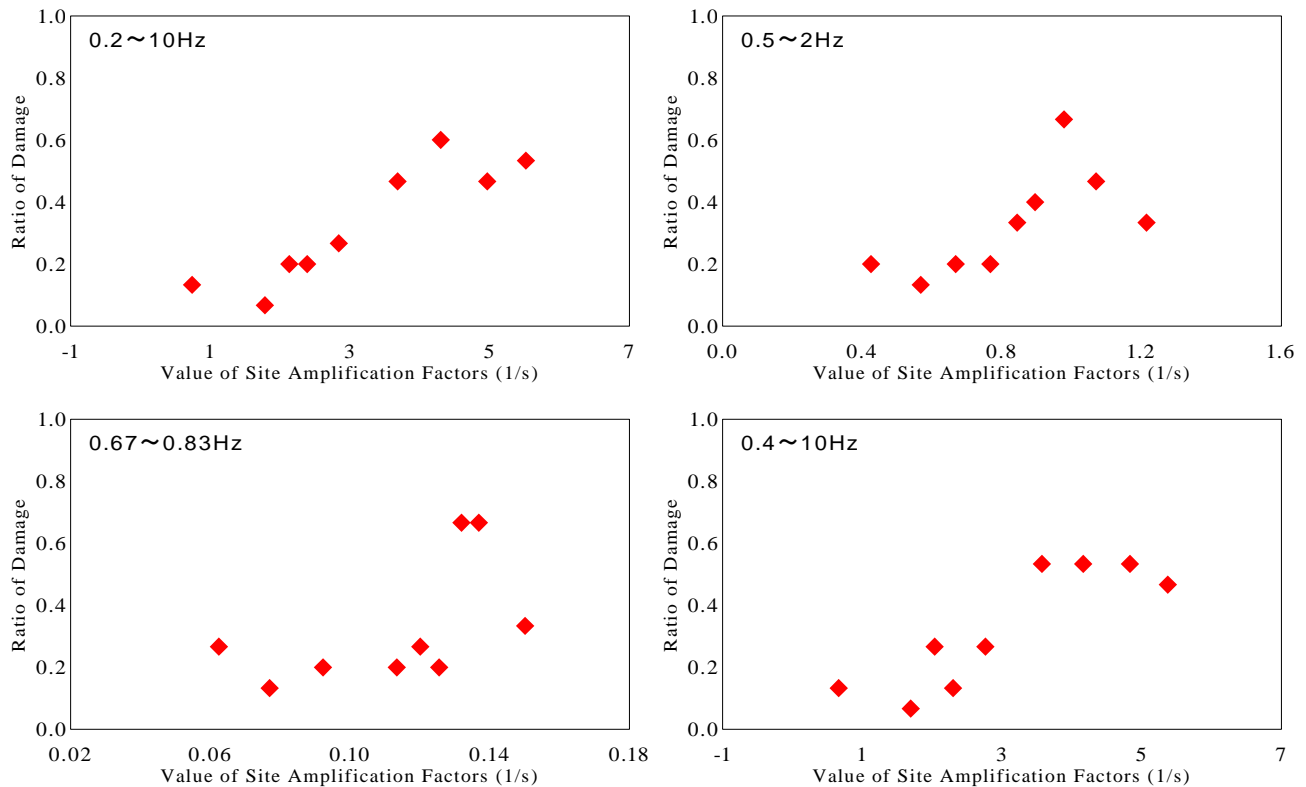 0.2～10Hz
1.0
0.8
0.6
0.4
0.2
0.0
Ratio of Damage
-1 1 3 5 7
Value of Site Amplification Factors (1/s)
0.5～2Hz
1.0
0.8
0.6
0.4
0.2
0.0
Ratio of Damage
0.0 0.4 0.8 1.2 1.6
Value of Site Amplification Factors (1/s)
0.67～0.83Hz
1.0
0.8
0.6
0.4
0.2
0.0
Ratio of Damage
0.02 0.06 0.10 0.14 0.18
Value of Site Amplification Factors (1/s)
0.4～10Hz
1.0
0.8
0.6
0.4
0.2
0.0
Ratio of Damage
-1 1 3 5 7
Value of Site Amplification Factors (1/s)